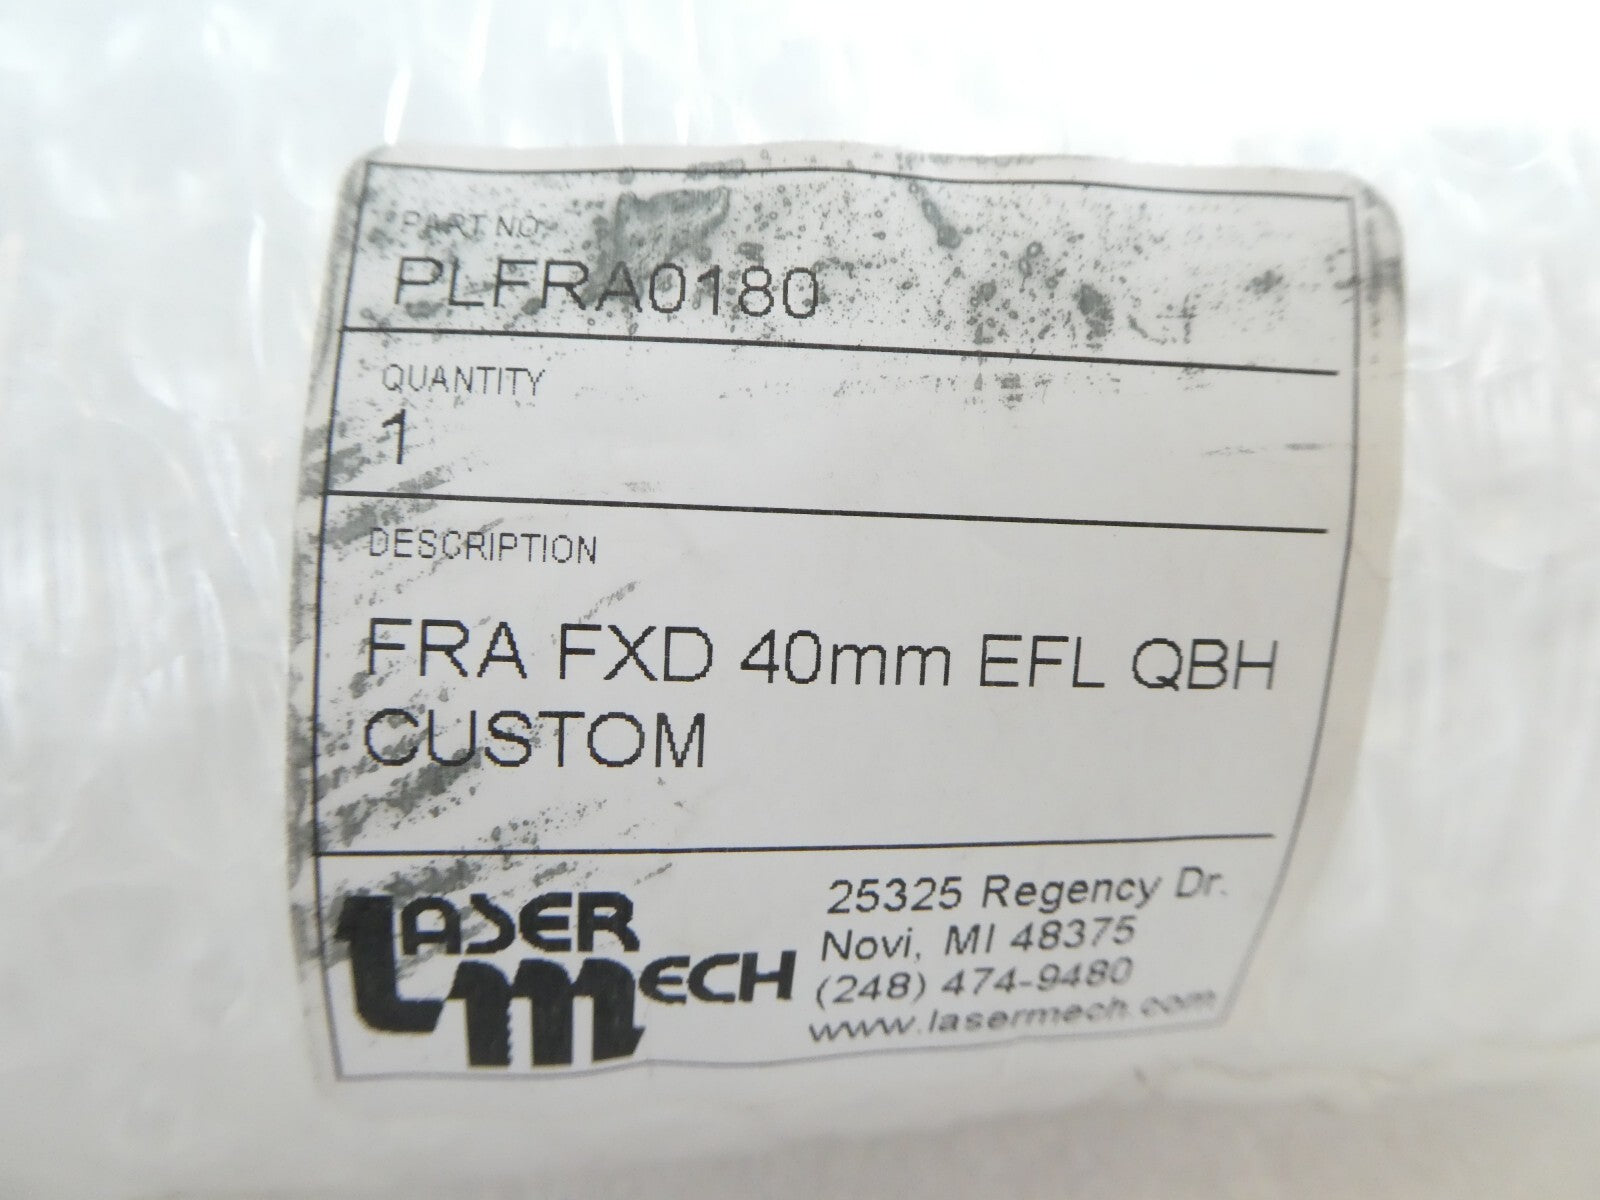 PART NO.
PLFRA0180
QUANTITY
1
DESCRIPTION
FRA FXD 40mm EFL QBH
CUSTOM
LASER
MECH
25325 Regency Dr.
Novi, MI 48375
(248) 474-9480
www.lasermech.com